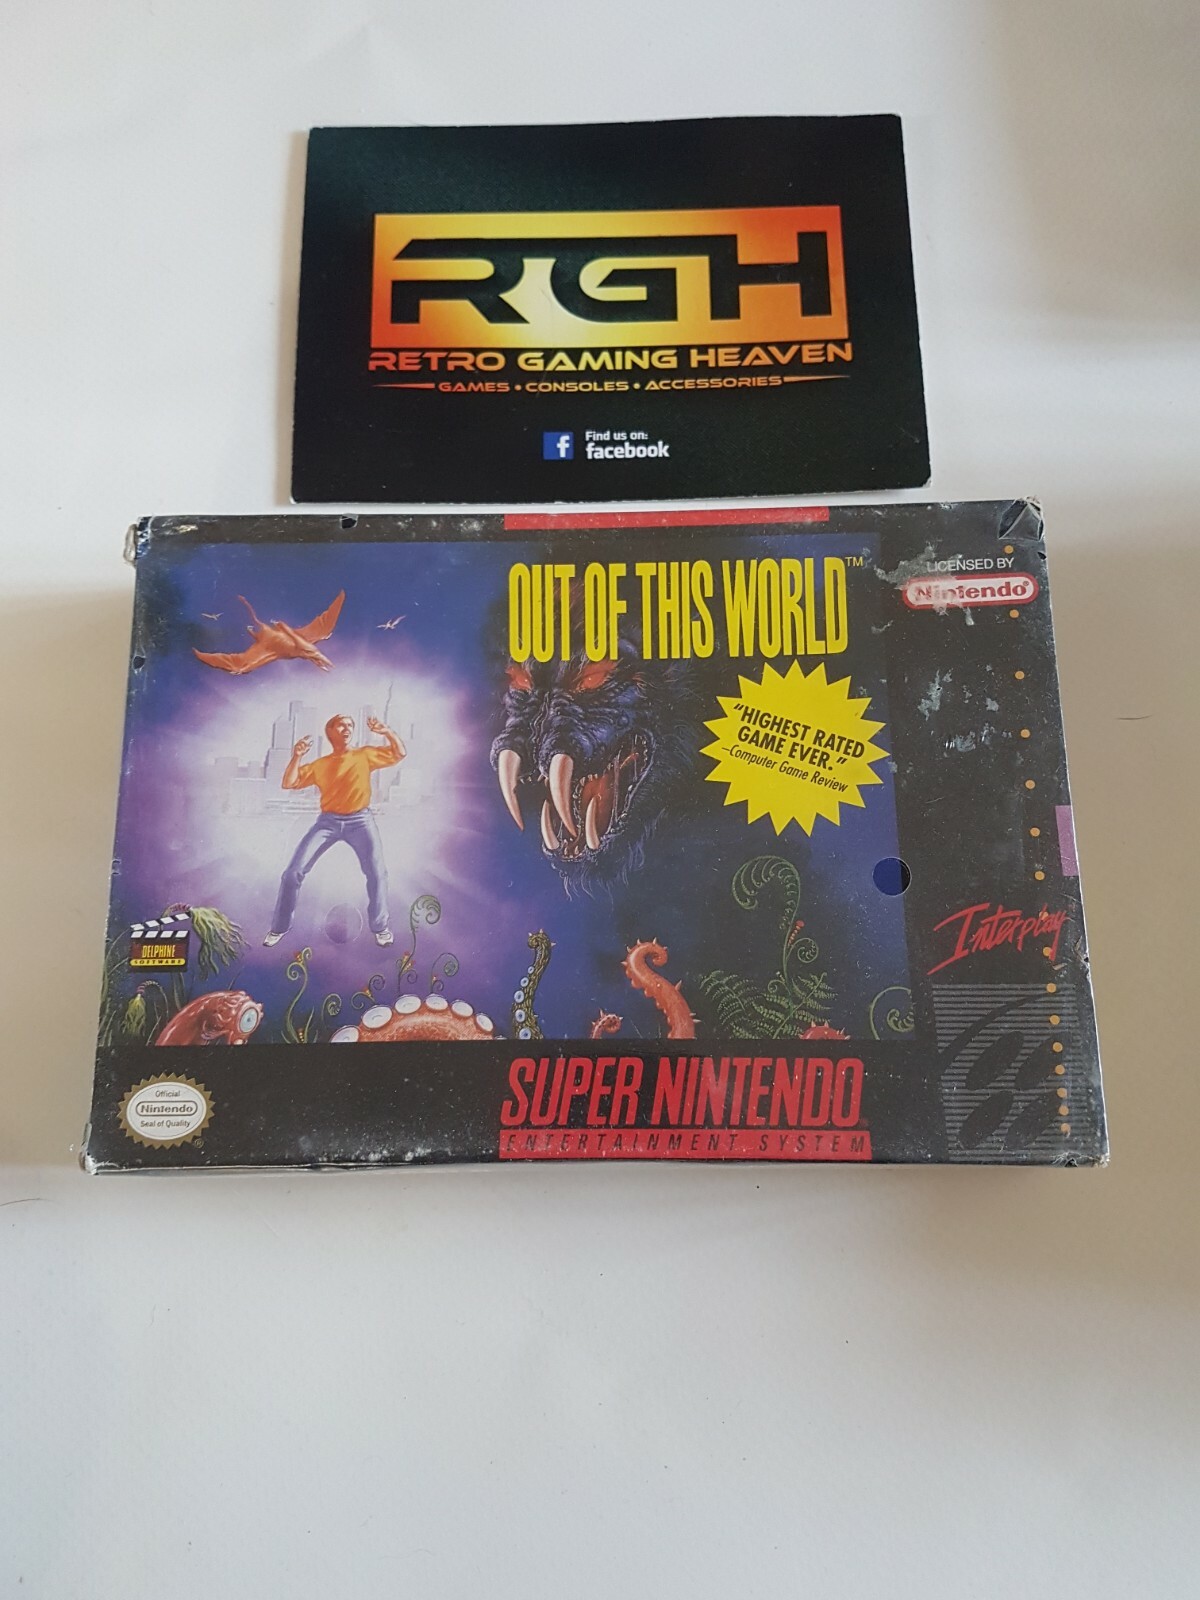 RGH
RETRO GAMING HEAVEN
GAMES • CONSOLES • ACCESSORIES
f
Find us on:
facebook
OUT OF THIS WORLD™
LICENSED BY
Nintendo®
"HIGHEST RATED
GAME EVER."
—Computer Game Review
DELPHINE
SOFTWARE
Interplay
Official
Nintendo
Seal of Quality
®
SUPER NINTENDO
ENTERTAINMENT SYSTEM